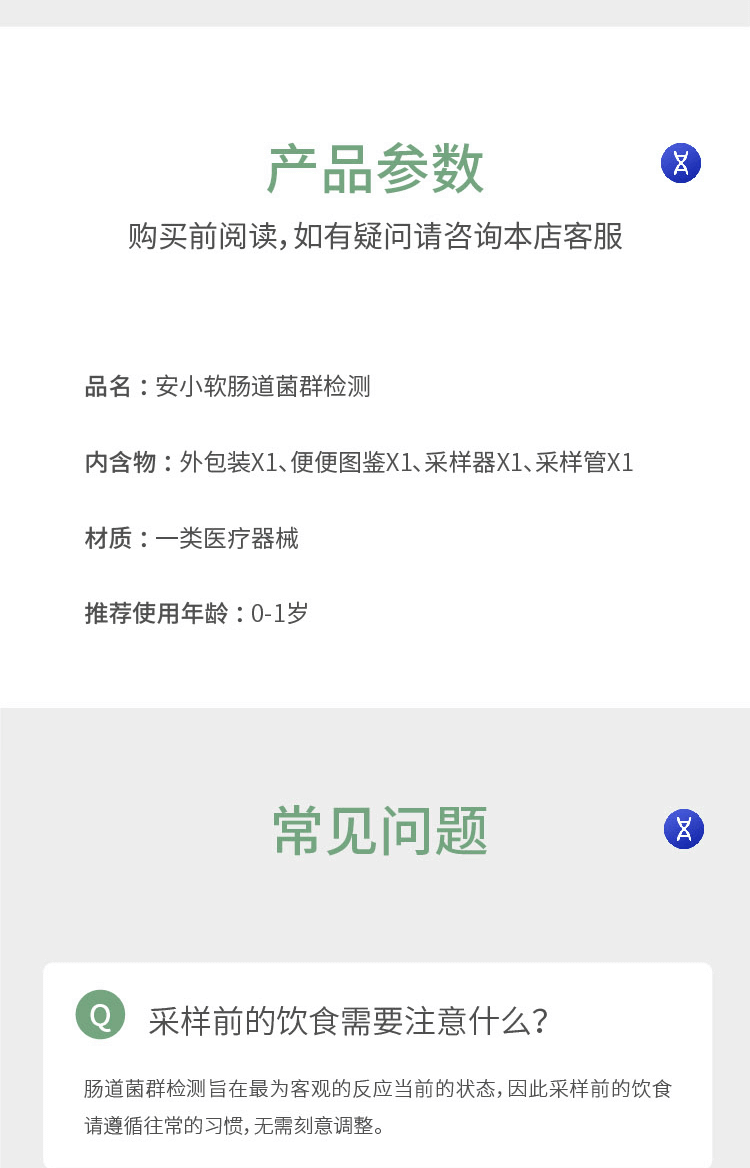 产品参数
购买前阅读，如有疑问请咨询本店客服
品名：安小软肠道菌群检测
内含物：外包装X1、便便图鉴X1、采样器X1、采样管X1
材质：一类医疗器械
推荐使用年龄：0-1岁
常见问题
Q 采样前的饮食需要注意什么？
肠道菌群检测旨在最为客观的反应当前的状态，因此采样前的饮食
请遵循往常的习惯，无需刻意调整。